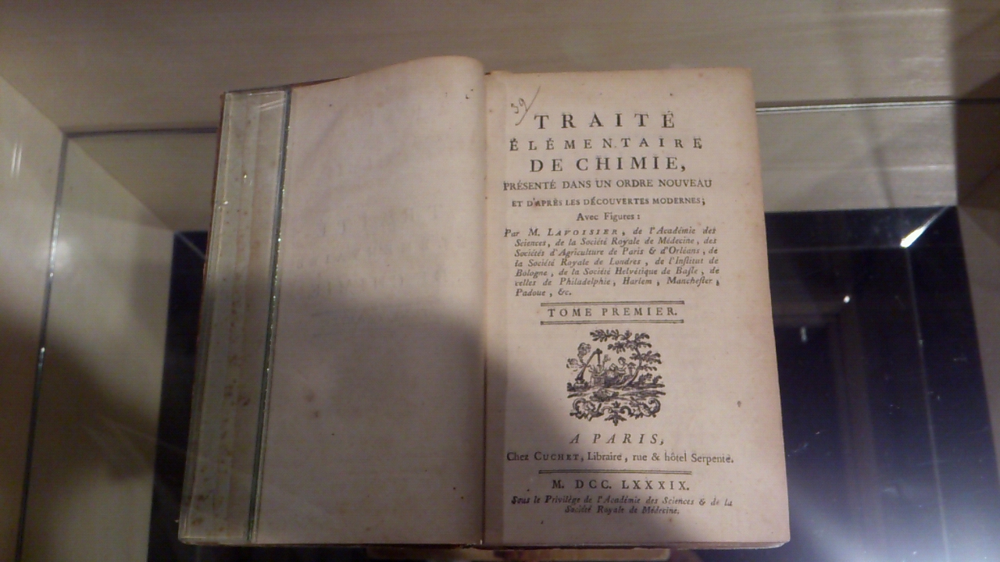 39
TRAITÉ
ÉLÉMENTAIRE
DE CHIMIE,
PRÉSENTÉ DANS UN ORDRE NOUVEAU
ET D'APRÈS LES DÉCOUVERTES MODERNES;
Avec Figures:
Par M. LAVOISIER, de l'Académie des
Sciences, de la Société Royale de Médecine, des
Sociétés d'Agriculture de Paris & d'Orléans, de
la Société Royale de Londres, de l'Inſtitut de
Bologne, de la Société Helvétique de Baſle, de
celles de Philadelphie, Harlem, Mancheſter,
Padoue, &c.
TOME PREMIER.
A PARIS,
Chez CUCHET, Libraire, rue & hôtel Serpente.
M. DCC. LXXXIX.
Sous le Privilège de l'Académie des Sciences & de la
Société Royale de Médecine.